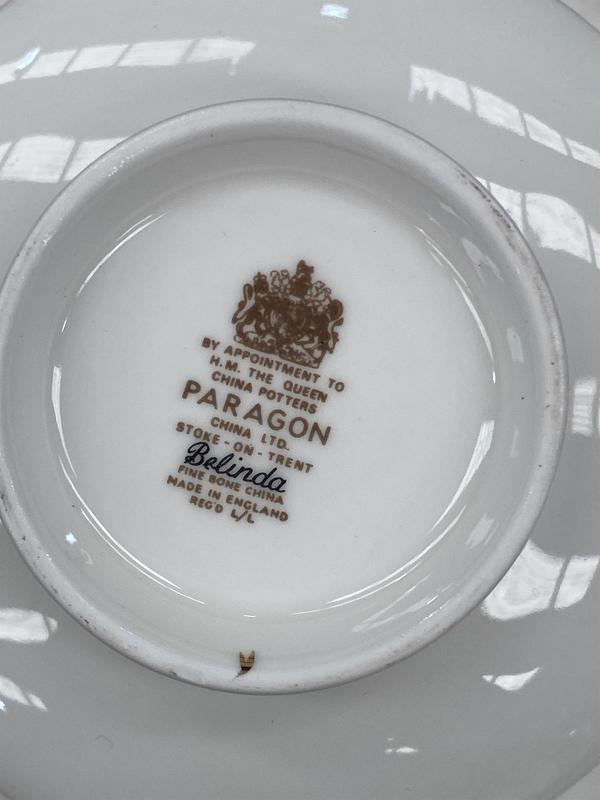 BY APPOINTMENT TO
H.M. THE QUEEN
CHINA POTTERS
PARAGON
CHINA LTD.
STOKE-ON-TRENT
Belinda
FINE BONE CHINA
MADE IN ENGLAND
REG'D L/L